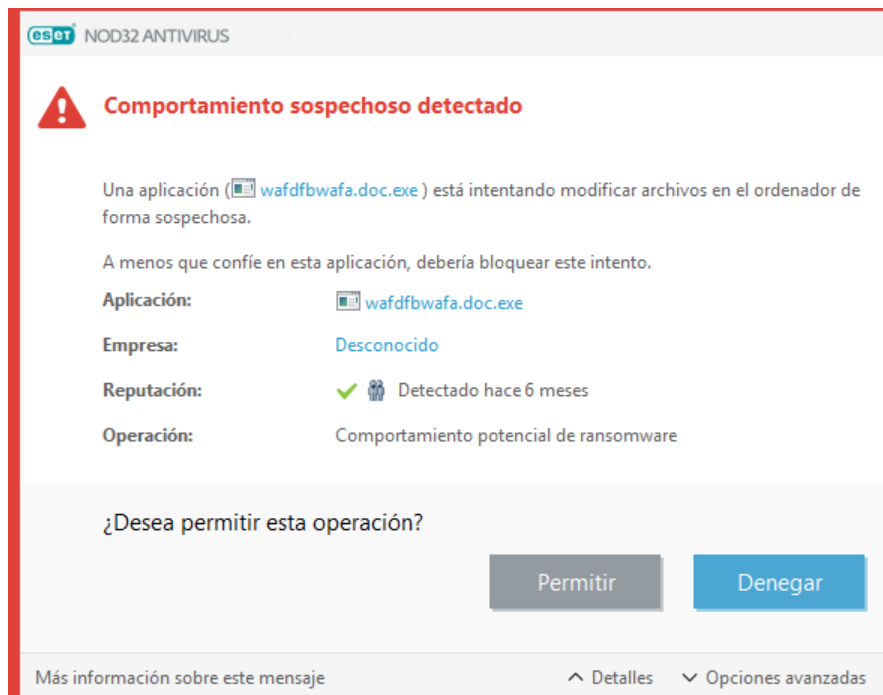 eset NOD32 ANTIVIRUS
Comportamiento sospechoso detectado
Una aplicación ( wafdfbwafa.doc.exe ) está intentando modificar archivos en el ordenador de
forma sospechosa.
A menos que confíe en esta aplicación, debería bloquear este intento.
Aplicación: wafdfbwafa.doc.exe
Empresa: Desconocido
Reputación: Detectado hace 6 meses
Operación: Comportamiento potencial de ransomware
¿Desea permitir esta operación?
Permitir Denegar
Más información sobre este mensaje Detalles Opciones avanzadas